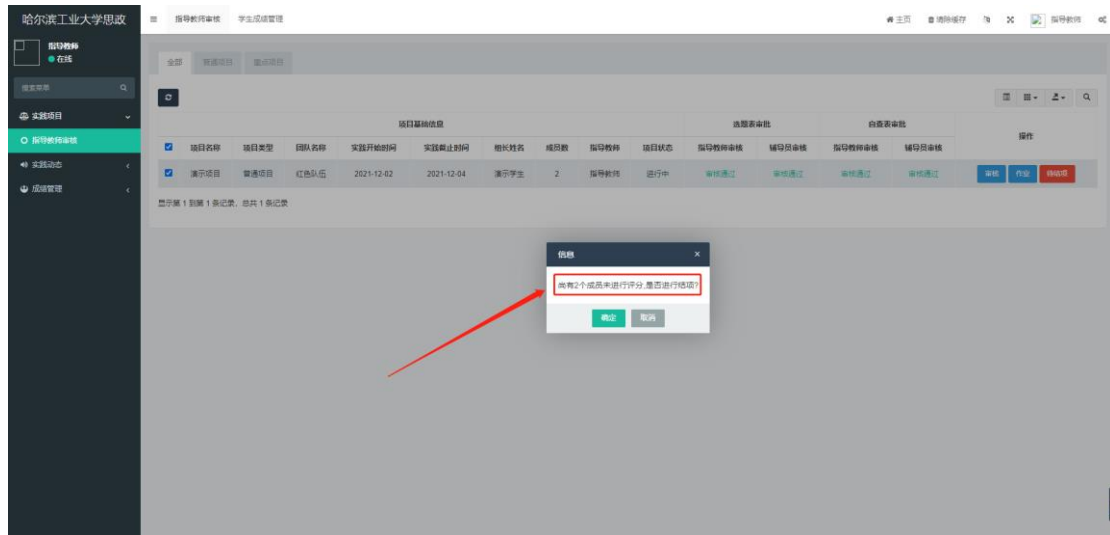 哈尔滨工业大学思政
指导教师审核 学生成绩管理
主页 清除缓存 指导教师
指导教师
在线
全部 普通项目 重点项目
搜索菜单
实践项目
指导教师审核
实践动态
成绩管理
项目基础信息 选题表审批 自查表审批 操作
项目名称 项目类型 团队名称 实践开始时间 实践截止时间 组长姓名 成员数 指导教师 项目状态 指导教师审核 辅导员审核 指导教师审核 辅导员审核
演示项目 普通项目 红色队伍 2021-12-02 2021-12-04 演示学生 2 指导教师 进行中 审核通过 审核通过 审核通过 审核通过 审核 作业 待结项
显示第 1 到第 1 条记录，总共 1 条记录
信息 ×
尚有2个成员未进行评分,是否进行结项?
确定 取消